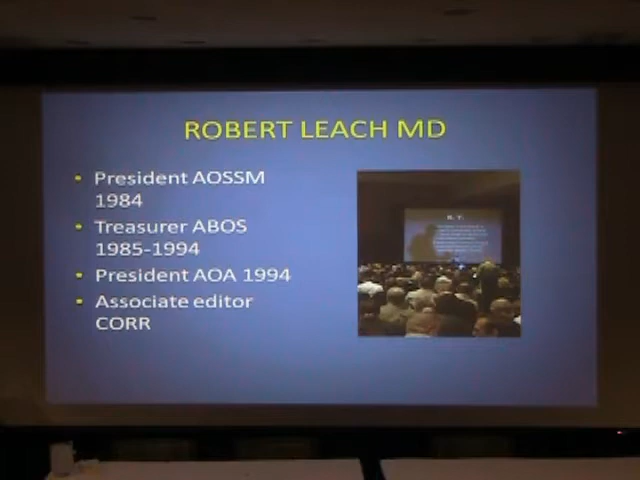 ROBERT LEACH MD
• President AOSSM
1984
• Treasurer ABOS
1985-1994
• President AOA 1994
• Associate editor
CORR